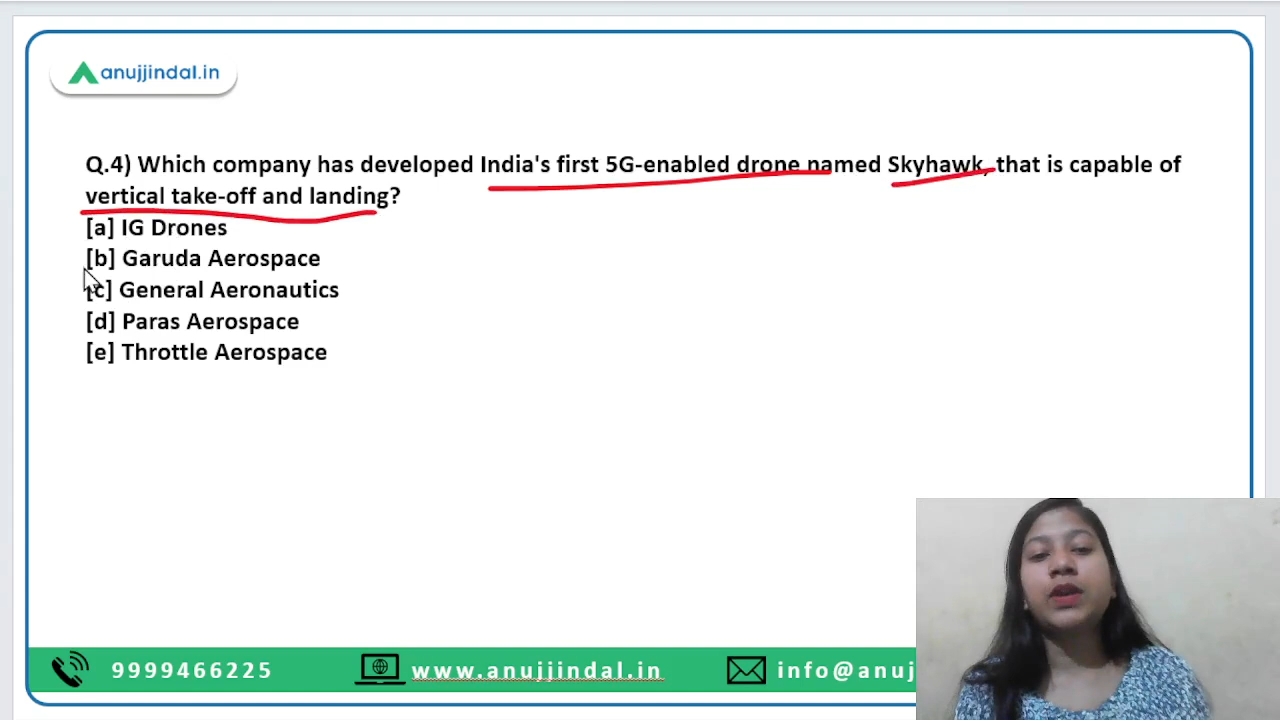 anujjindal.in
Q.4) Which company has developed India's first 5G-enabled drone named Skyhawk, that is capable of
vertical take-off and landing?
[a] IG Drones
[b] Garuda Aerospace
[c] General Aeronautics
[d] Paras Aerospace
[e] Throttle Aerospace
9999466225 www.anujjindal.in info@anuj